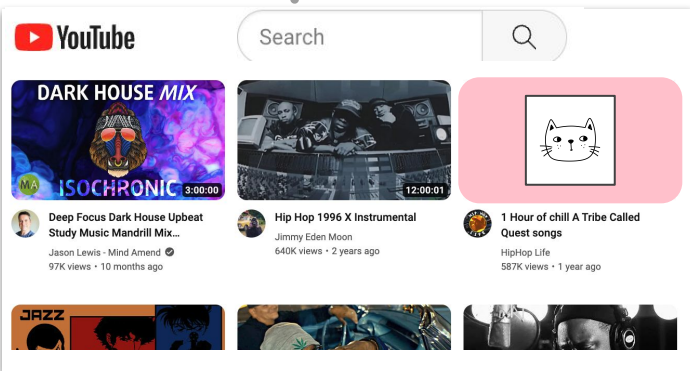 YouTube
Search
DARK HOUSE MIX
MA
ISOCHRONIC
3:00:00
12:00:01
Deep Focus Dark House Upbeat
Study Music Mandrill Mix...
Jason Lewis - Mind Amend
97K views • 10 months ago
Hip Hop 1996 X Instrumental
Jimmy Eden Moon
640K views • 2 years ago
1 Hour of chill A Tribe Called
Quest songs
HipHop Life
587K views • 1 year ago
JAZZ